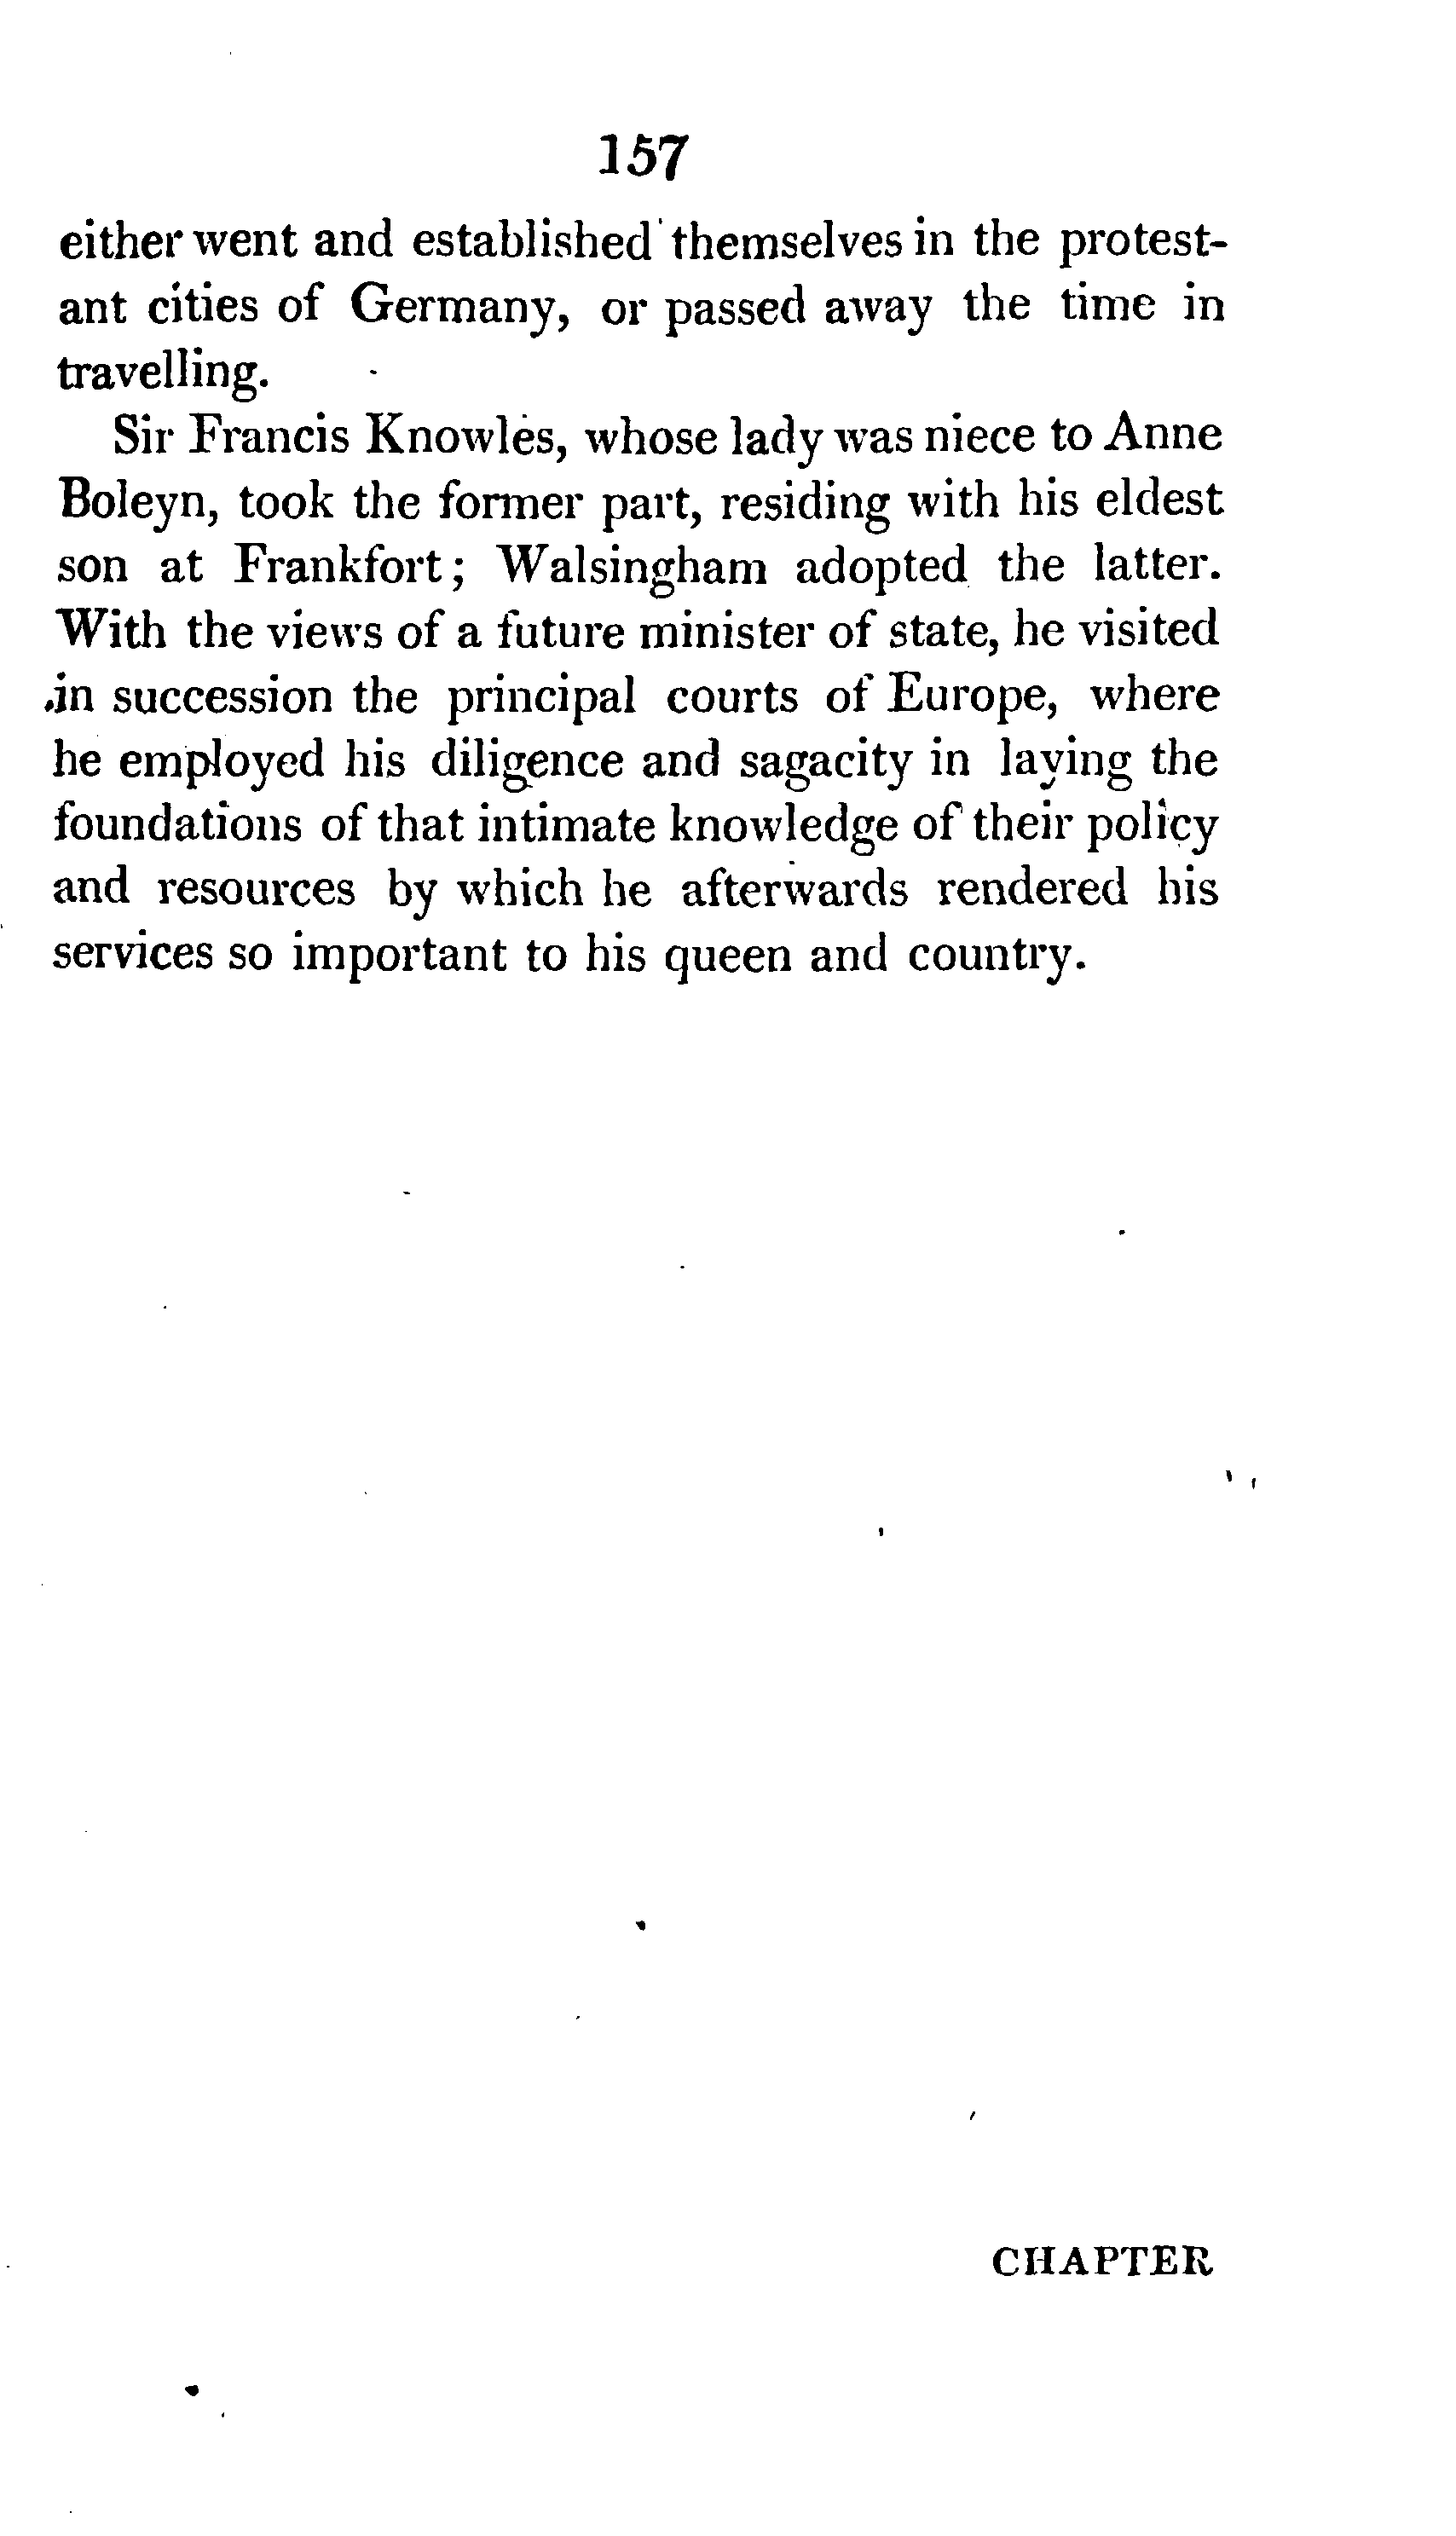 157
either went and established themselves in the protest-
ant cities of Germany, or passed away the time in
travelling.
Sir Francis Knowles, whose lady was niece to Anne
Boleyn, took the former part, residing with his eldest
son at Frankfort; Walsingham adopted the latter.
With the views of a future minister of state, he visited
in succession the principal courts of Europe, where
he employed his diligence and sagacity in laying the
foundations of that intimate knowledge of their policy
and resources by which he afterwards rendered his
services so important to his queen and country.
CHAPTER